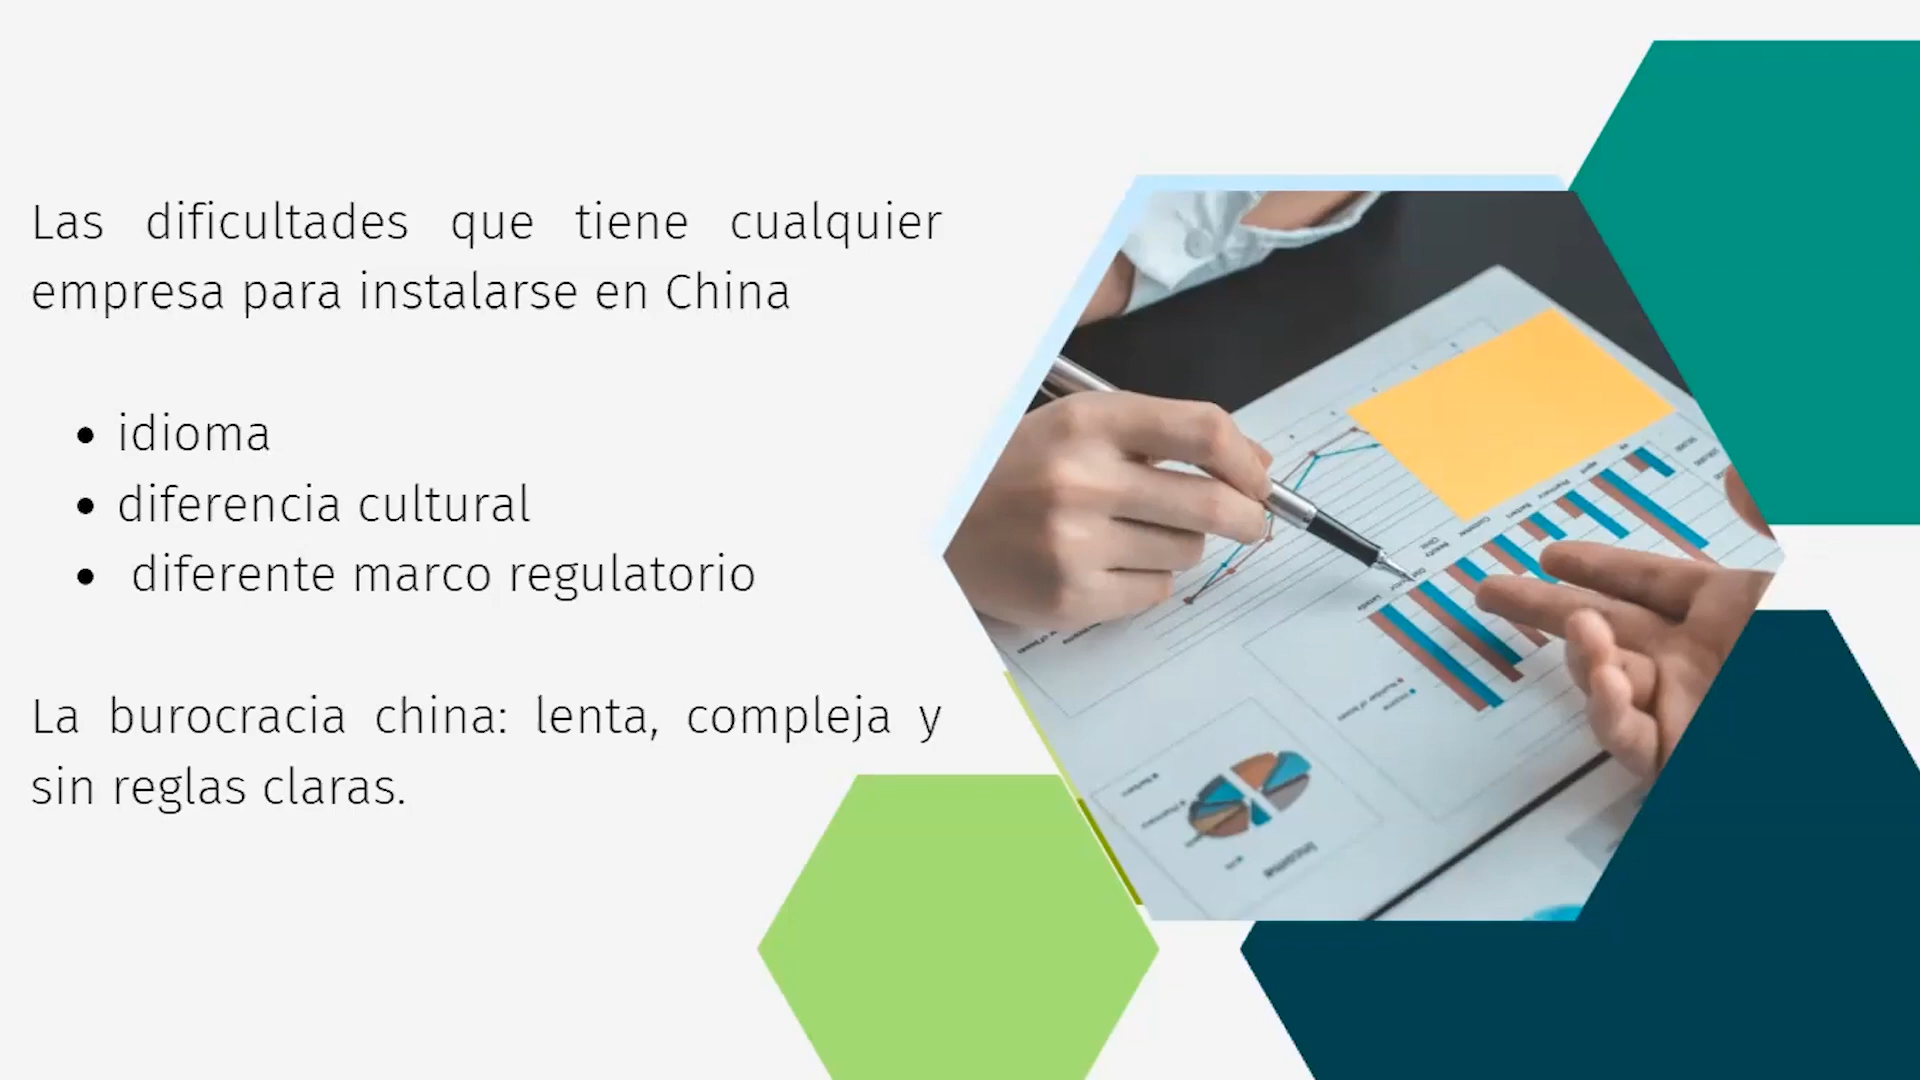 Las dificultades que tiene cualquier
empresa para instalarse en China
• idioma
• diferencia cultural
• diferente marco regulatorio
La burocracia china: lenta, compleja y
sin reglas claras.
Income